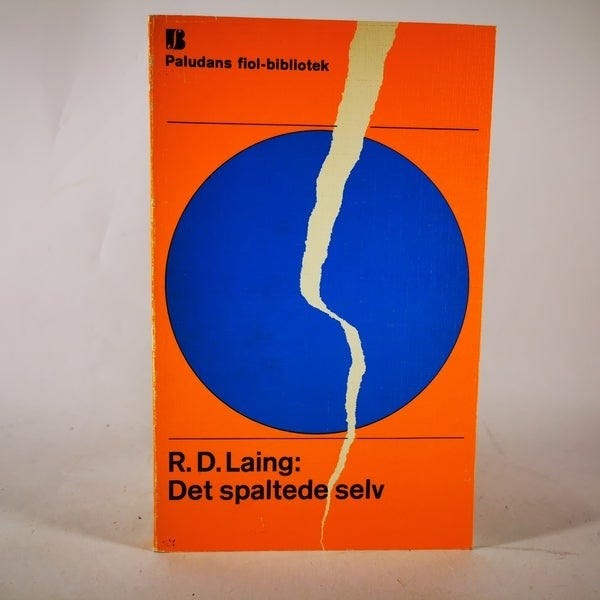 Paludans fiol-bibliotek
R. D. Laing:
Det spaltede selv